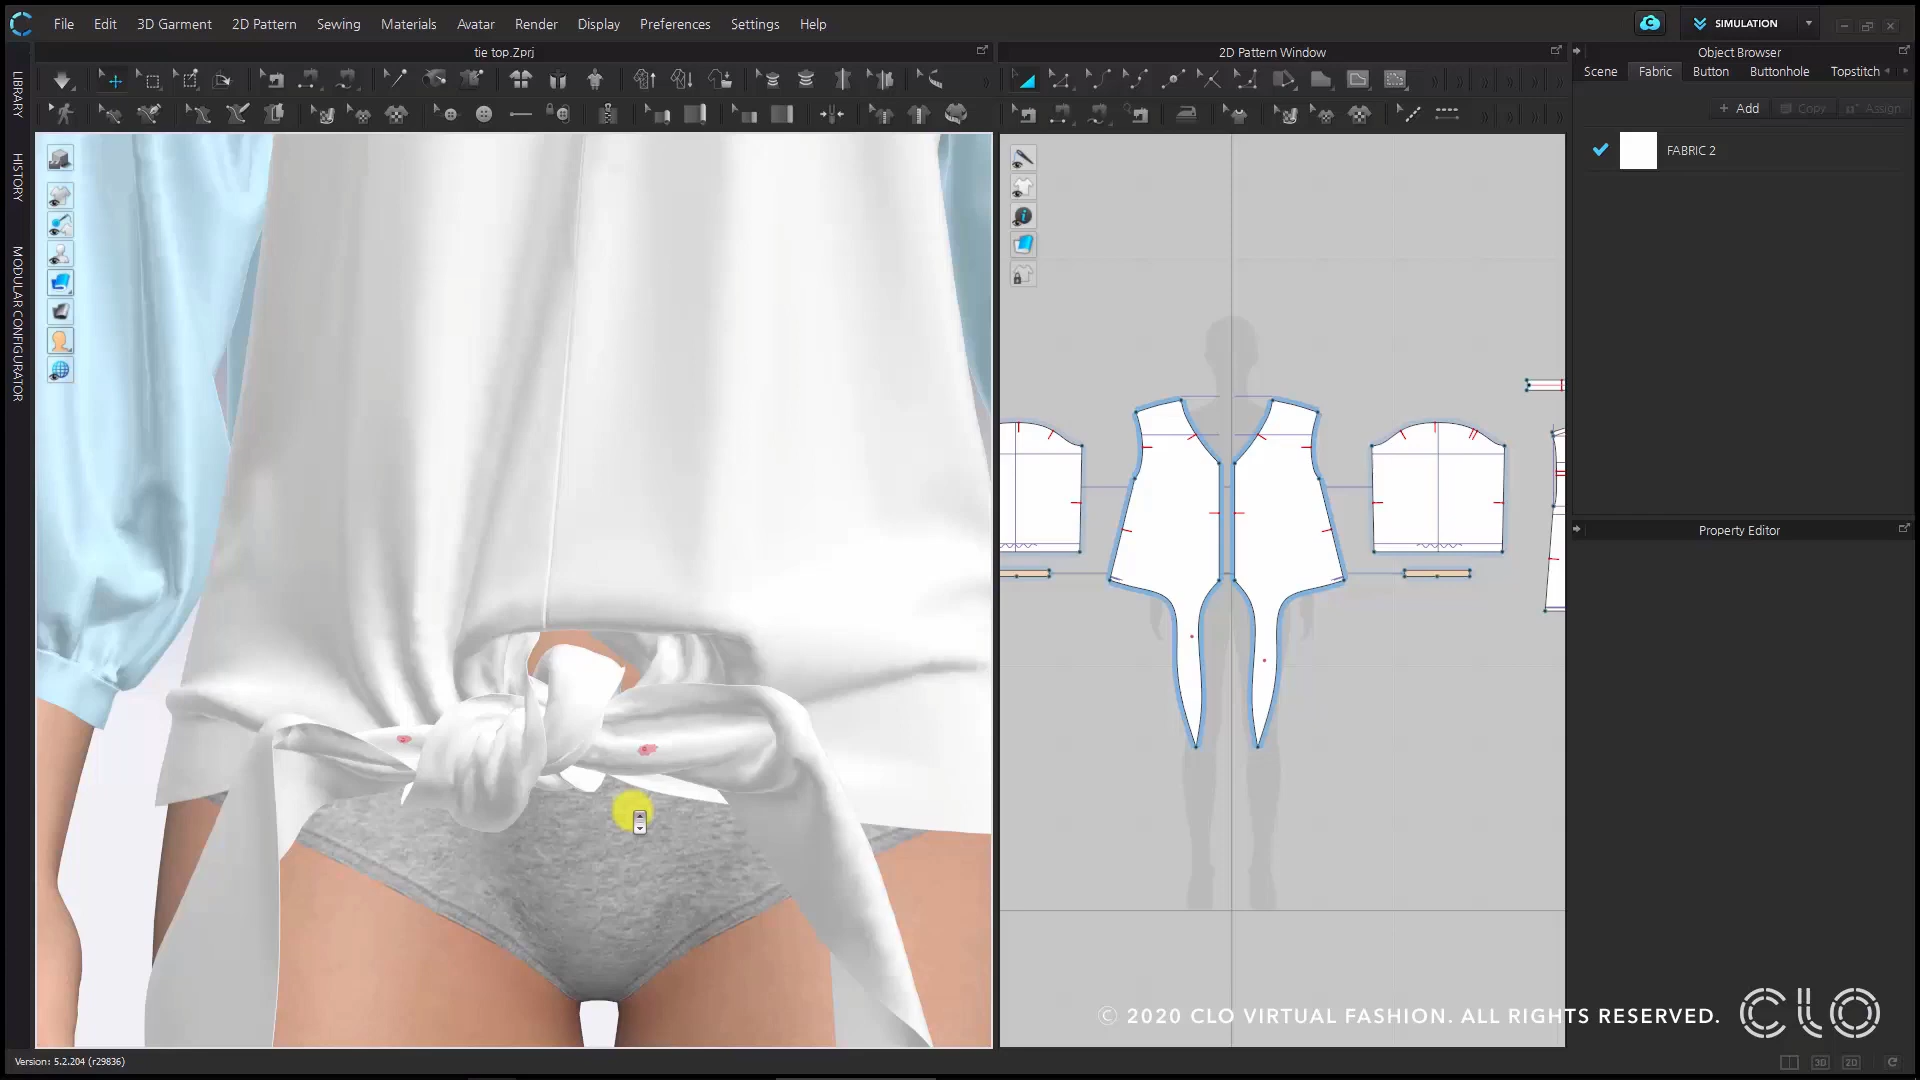 File Edit 3D Garment 2D Pattern Sewing Materials Avatar Render Display Preferences Settings Help
SIMULATION
tie top.Zprj
2D Pattern Window
Object Browser
Scene Fabric Button Buttonhole Topstitch
+ Add Copy Assign
FABRIC 2
LIBRARY
HISTORY
MODULAR CONFIGURATOR
Property Editor
© 2020 CLO VIRTUAL FASHION. ALL RIGHTS RESERVED.
CLO
Version: 5.2.204 (r29836)
3D 2D